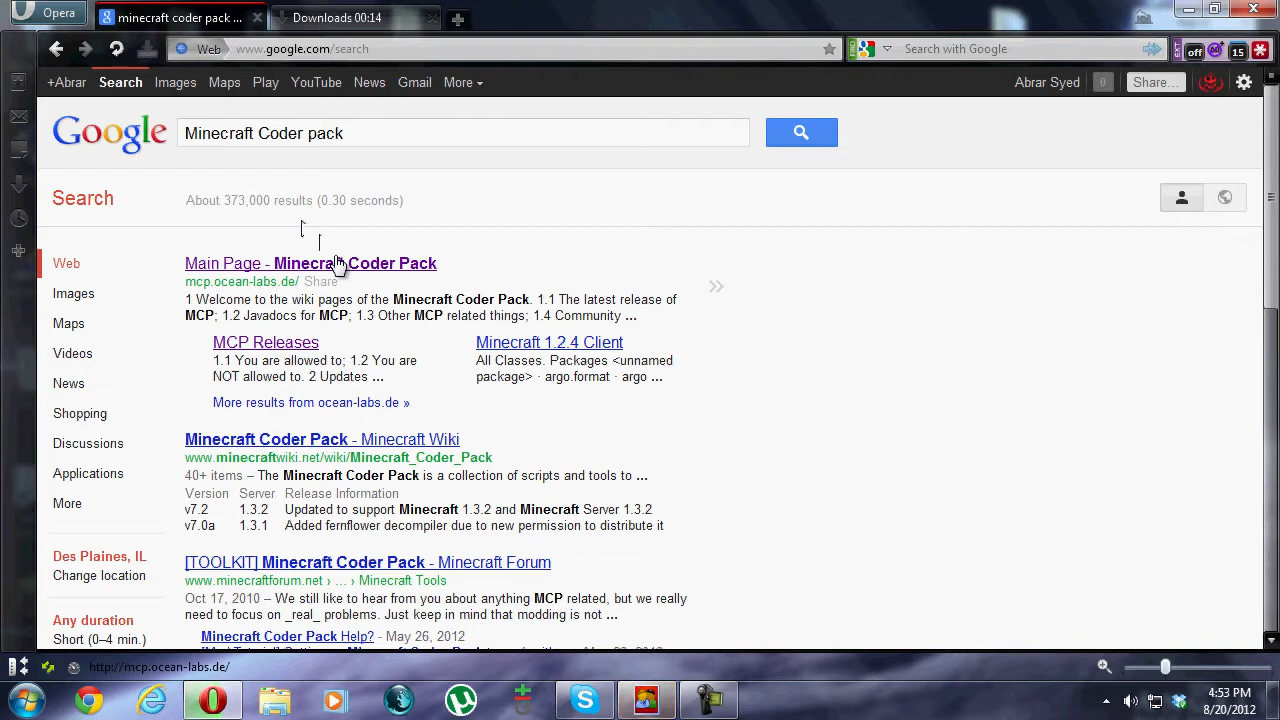 Opera
minecraft coder pack ...
Downloads 00:14
Web
www.google.com/search
Search with Google
off
15
+Abrar Search Images Maps Play YouTube News Gmail More
Abrar Syed
0
Share...
Google
Minecraft Coder pack
Search
About 373,000 results (0.30 seconds)
Web
Images
Maps
Videos
News
Shopping
Discussions
Applications
More
Des Plaines, IL
Change location
Any duration
Short (0–4 min.)
Main Page - Minecraft Coder Pack
mcp.ocean-labs.de/ Share
1 Welcome to the wiki pages of the Minecraft Coder Pack. 1.1 The latest release of
MCP; 1.2 Javadocs for MCP; 1.3 Other MCP related things; 1.4 Community ...
MCP Releases
1.1 You are allowed to; 1.2 You are
NOT allowed to. 2 Updates ...
Minecraft 1.2.4 Client
All Classes. Packages <unnamed
package> · argo.format · argo ...
More results from ocean-labs.de »
Minecraft Coder Pack - Minecraft Wiki
www.minecraftwiki.net/wiki/Minecraft_Coder_Pack
40+ items – The Minecraft Coder Pack is a collection of scripts and tools to ...
Version Server Release Information
v7.2 1.3.2 Updated to support Minecraft 1.3.2 and Minecraft Server 1.3.2
v7.0a 1.3.1 Added fernflower decompiler due to new permission to distribute it
[TOOLKIT] Minecraft Coder Pack - Minecraft Forum
www.minecraftforum.net › ... › Minecraft Tools
Oct 17, 2010 – We still like to hear from you about anything MCP related, but we really
need to focus on _real_ problems. Just keep in mind that modding is not ...
Minecraft Coder Pack Help? - May 26, 2012
http://mcp.ocean-labs.de/
4:53 PM
8/20/2012